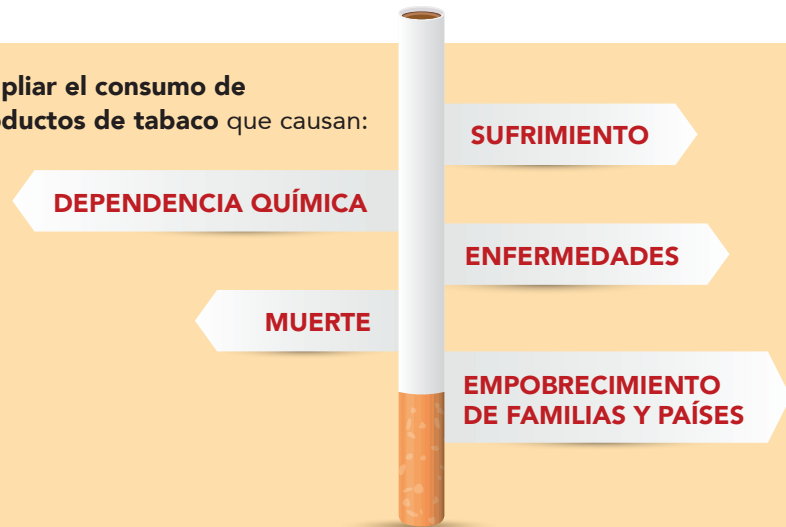 pliar el consumo de
ductos de tabaco que causan:
SUFRIMIENTO
DEPENDENCIA QUÍMICA
ENFERMEDADES
MUERTE
EMPOBRECIMIENTO
DE FAMILIAS Y PAÍSES